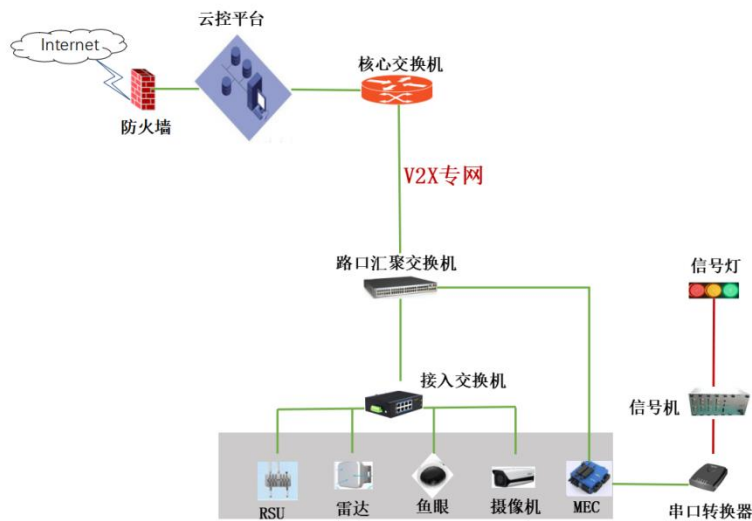 云控平台
Internet
核心交换机
防火墙
V2X专网
路口汇聚交换机
信号灯
接入交换机
信号机
RSU
雷达
鱼眼
摄像机
MEC
串口转换器